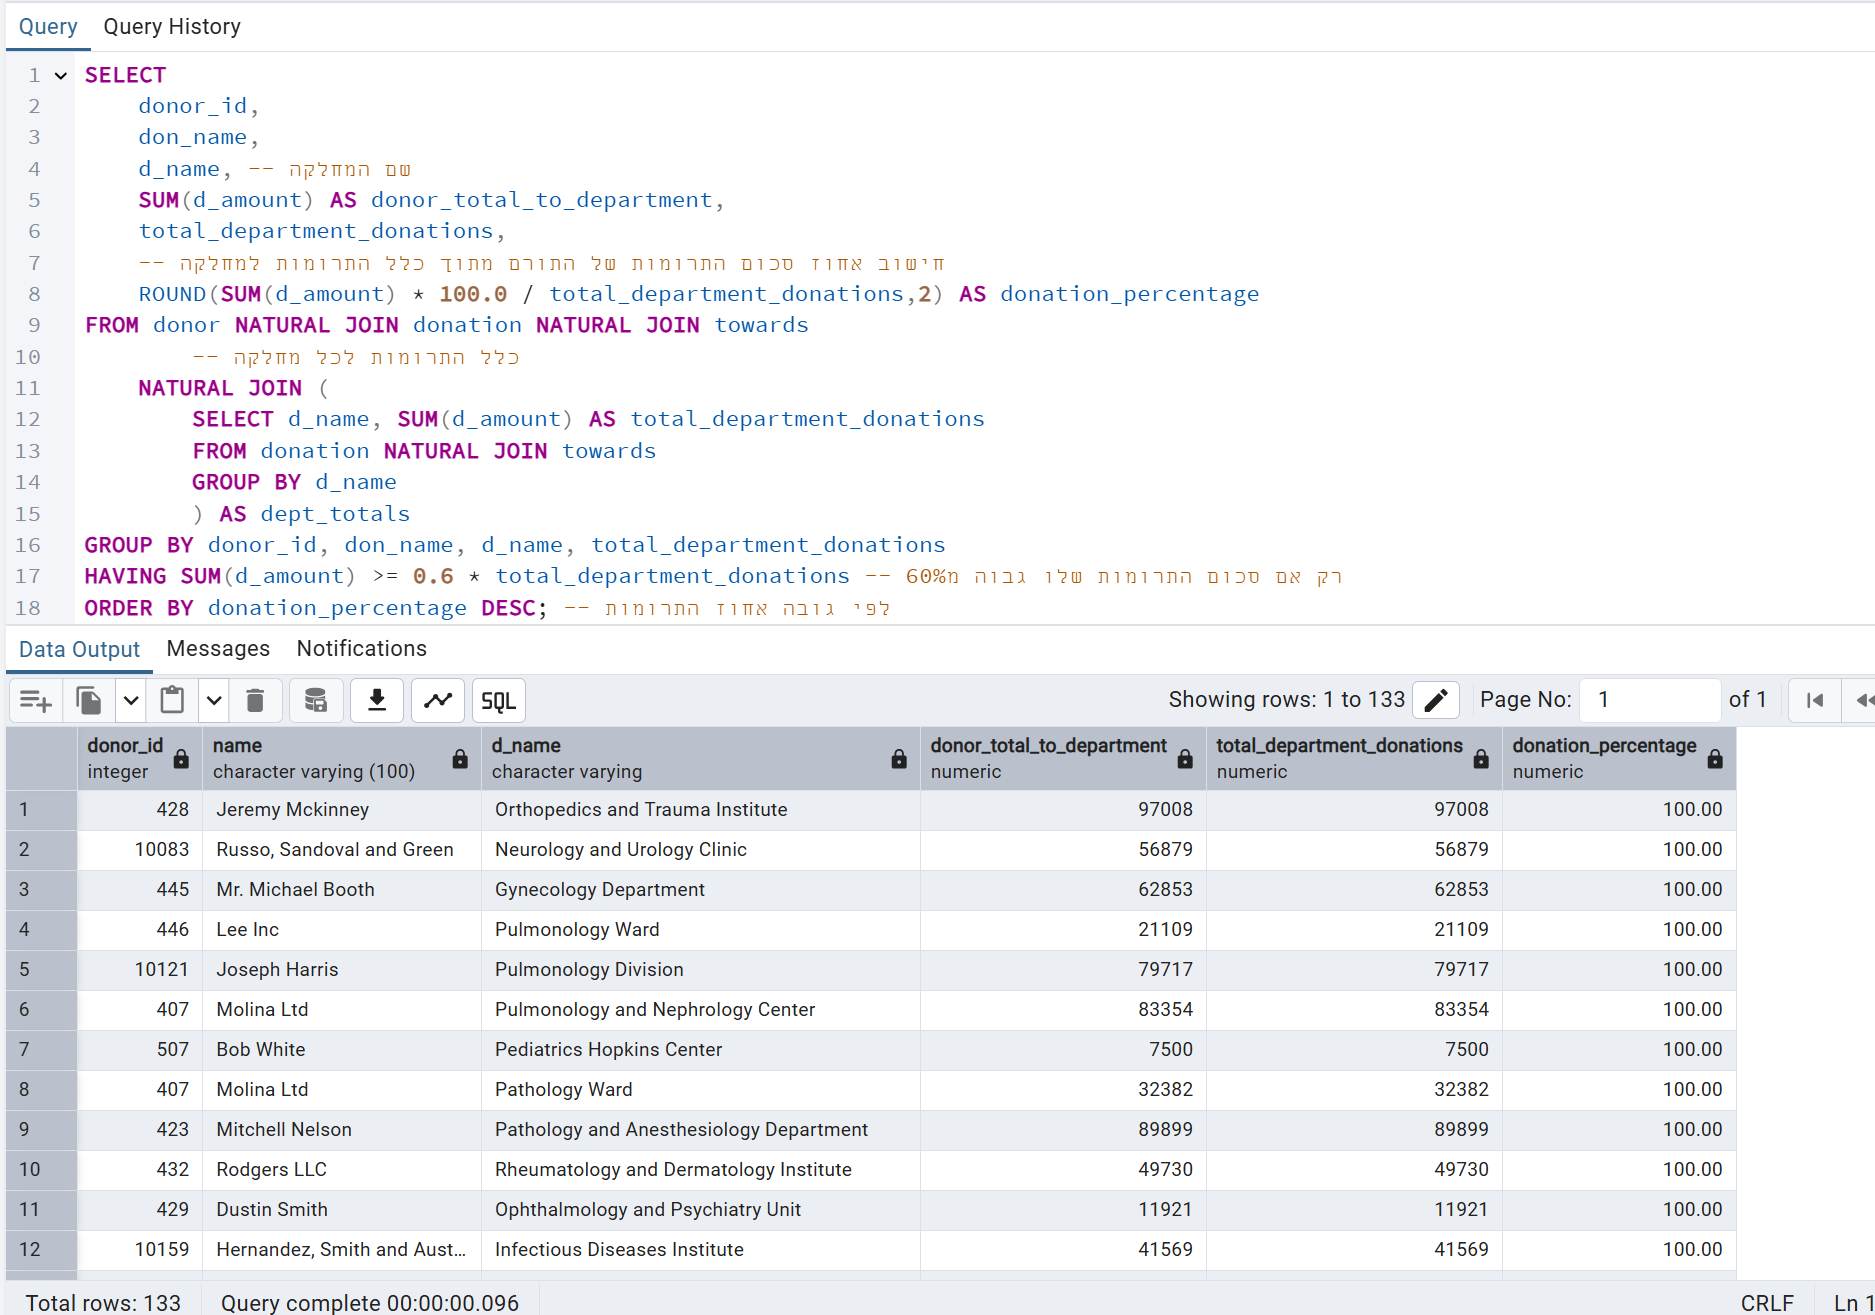 Query Query History
1 SELECT
2 donor_id,
3 don_name,
4 d_name, -- שם המחלקה
5 SUM(d_amount) AS donor_total_to_department,
6 total_department_donations,
7 -- חישוב אחוז סכום התרומות של התורם מתוך כלל התרומות למחלקה
8 ROUND(SUM(d_amount) * 100.0 / total_department_donations,2) AS donation_percentage
9 FROM donor NATURAL JOIN donation NATURAL JOIN towards
10 -- כלל התרומות לכל מחלקה
11 NATURAL JOIN (
12 SELECT d_name, SUM(d_amount) AS total_department_donations
13 FROM donation NATURAL JOIN towards
14 GROUP BY d_name
15 ) AS dept_totals
16 GROUP BY donor_id, don_name, d_name, total_department_donations
17 HAVING SUM(d_amount) >= 0.6 * total_department_donations -- רק אם סכום התרומות שלו גבוה מ60%
18 ORDER BY donation_percentage DESC; -- לפי גובה אחוז התרומות
Data Output Messages Notifications
SQL Showing rows: 1 to 133 Page No: 1 of 1
donor_id name d_name donor_total_to_department total_department_donations donation_percentage
integer character varying (100) character varying numeric numeric numeric
1 428 Jeremy Mckinney Orthopedics and Trauma Institute 97008 97008 100.00
2 10083 Russo, Sandoval and Green Neurology and Urology Clinic 56879 56879 100.00
3 445 Mr. Michael Booth Gynecology Department 62853 62853 100.00
4 446 Lee Inc Pulmonology Ward 21109 21109 100.00
5 10121 Joseph Harris Pulmonology Division 79717 79717 100.00
6 407 Molina Ltd Pulmonology and Nephrology Center 83354 83354 100.00
7 507 Bob White Pediatrics Hopkins Center 7500 7500 100.00
8 407 Molina Ltd Pathology Ward 32382 32382 100.00
9 423 Mitchell Nelson Pathology and Anesthesiology Department 89899 89899 100.00
10 432 Rodgers LLC Rheumatology and Dermatology Institute 49730 49730 100.00
11 429 Dustin Smith Ophthalmology and Psychiatry Unit 11921 11921 100.00
12 10159 Hernandez, Smith and Aust... Infectious Diseases Institute 41569 41569 100.00
Total rows: 133 Query complete 00:00:00.096 CRLF Ln 1